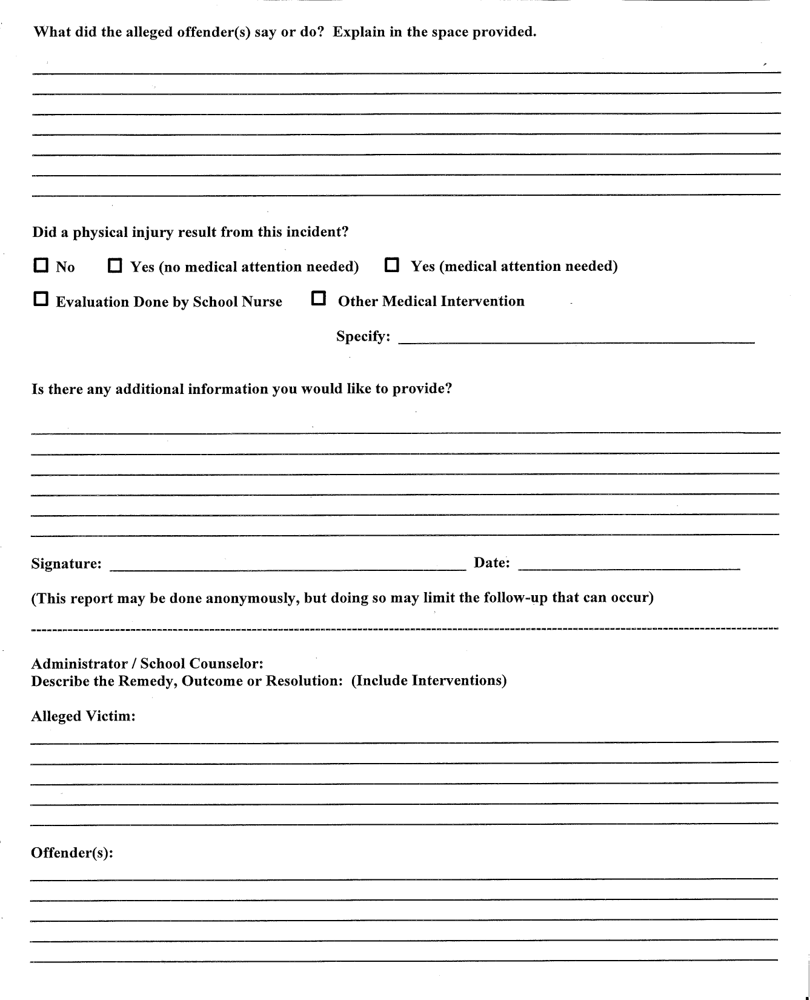 What did the alleged offender(s) say or do? Explain in the space provided.
Did a physical injury result from this incident?
No Yes (no medical attention needed) Yes (medical attention needed)
Evaluation Done by School Nurse Other Medical Intervention
Specify:
Is there any additional information you would like to provide?
Signature: Date:
(This report may be done anonymously, but doing so may limit the follow-up that can occur)
Administrator / School Counselor:
Describe the Remedy, Outcome or Resolution: (Include Interventions)
Alleged Victim:
Offender(s):